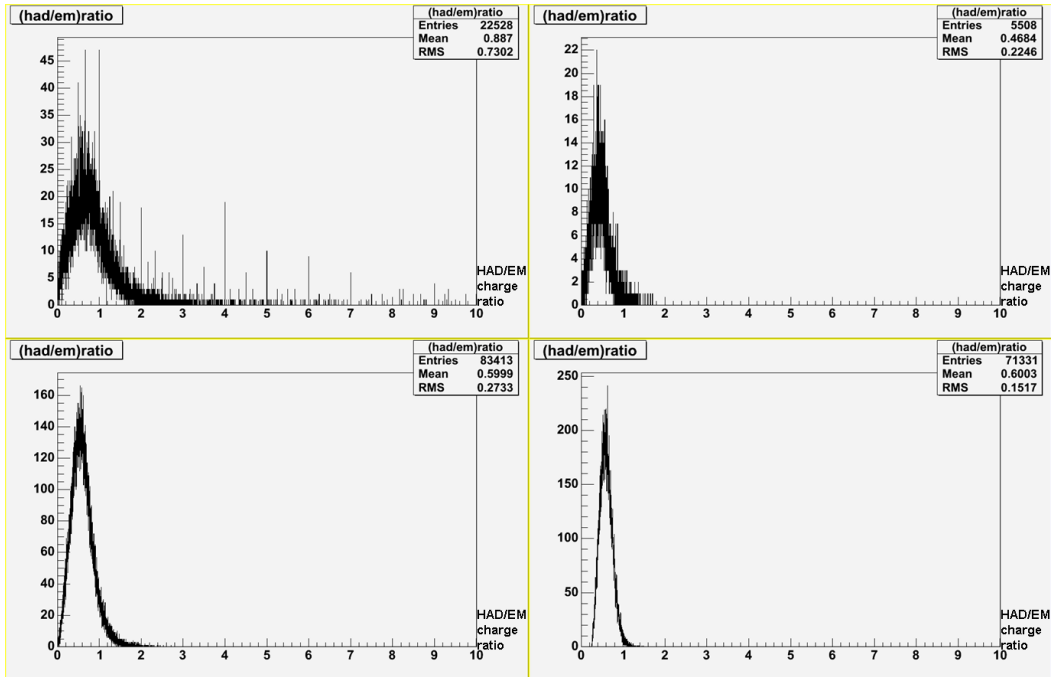 (had/em)ratio
(had/em)ratio
Entries 22528
Mean 0.887
RMS 0.7302
45
40
35
30
25
20
15
10
5
0
0 1 2 3 4 5 6 7 8 9 10
HAD/EM
charge
ratio
(had/em)ratio
(had/em)ratio
Entries 5508
Mean 0.4684
RMS 0.2246
22
20
18
16
14
12
10
8
6
4
2
0
0 1 2 3 4 5 6 7 8 9 10
HAD/EM
charge
ratio
(had/em)ratio
(had/em)ratio
Entries 83413
Mean 0.5999
RMS 0.2733
160
140
120
100
80
60
40
20
0
0 1 2 3 4 5 6 7 8 9 10
HAD/EM
charge
ratio
(had/em)ratio
(had/em)ratio
Entries 71331
Mean 0.6003
RMS 0.1517
250
200
150
100
50
0
0 1 2 3 4 5 6 7 8 9 10
HAD/EM
charge
ratio